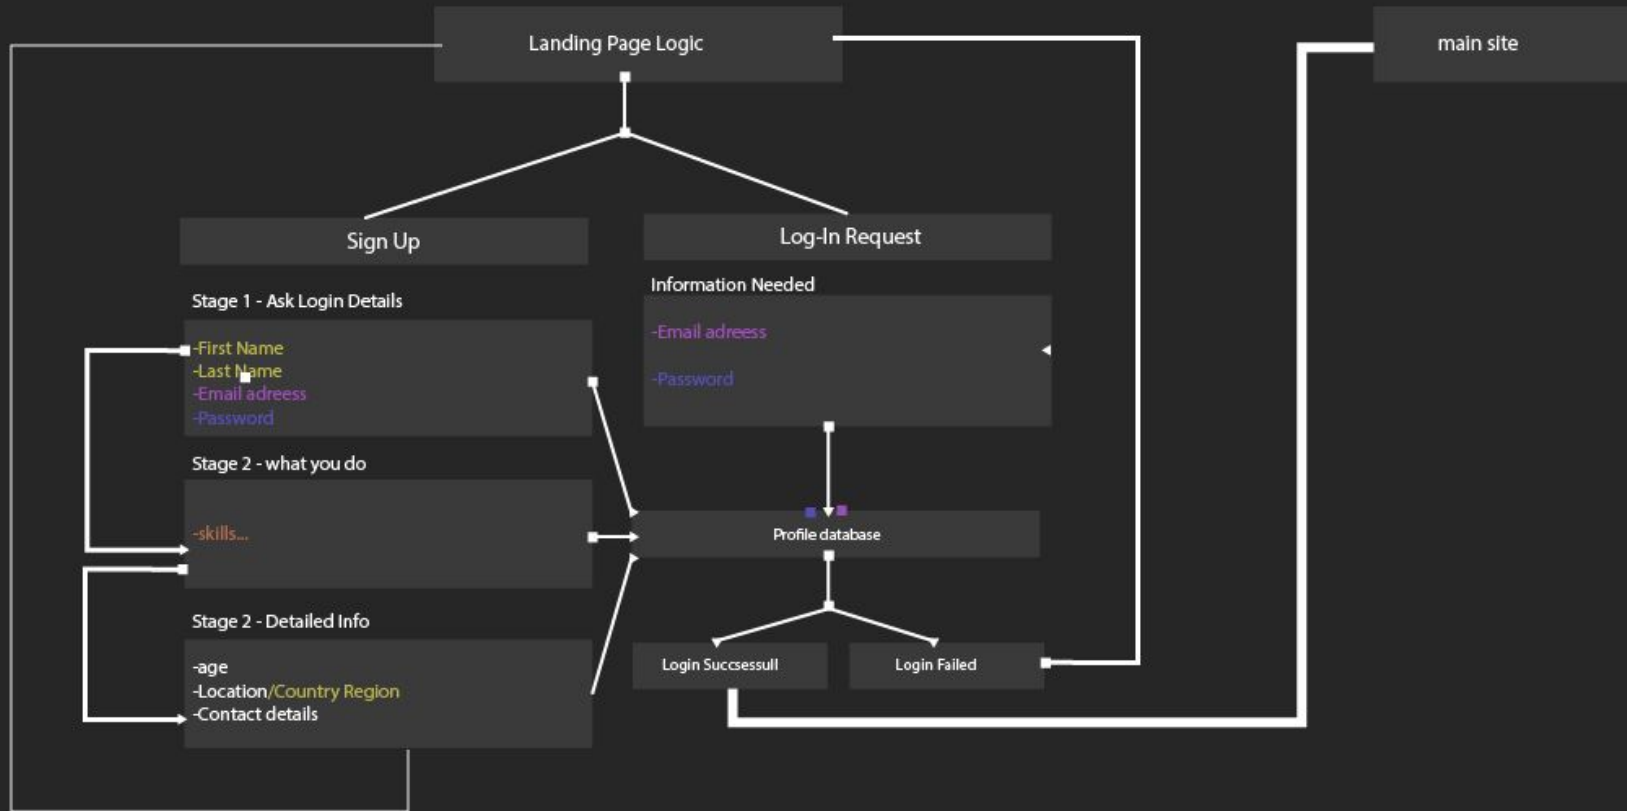 Landing Page Logic
main site
Sign Up
Log-In Request
Stage 1 - Ask Login Details
-First Name
-Last Name
-Email adreess
-Password
Information Needed
-Email adreess
-Password
Stage 2 - what you do
-skills...
Profile database
Stage 2 - Detailed Info
-age
-Location/Country Region
-Contact details
Login Succsessull
Login Failed